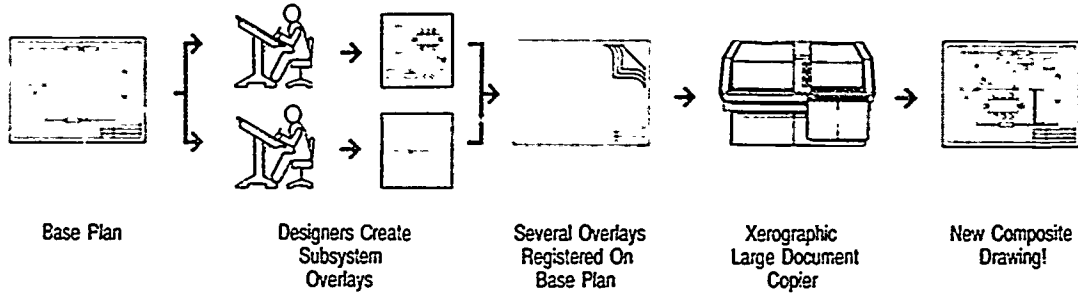 Base Plan
Designers Create
Subsystem
Overlays
Several Overlays
Registered On
Base Plan
Xerographic
Large Document
Copier
New Composite
Drawing!